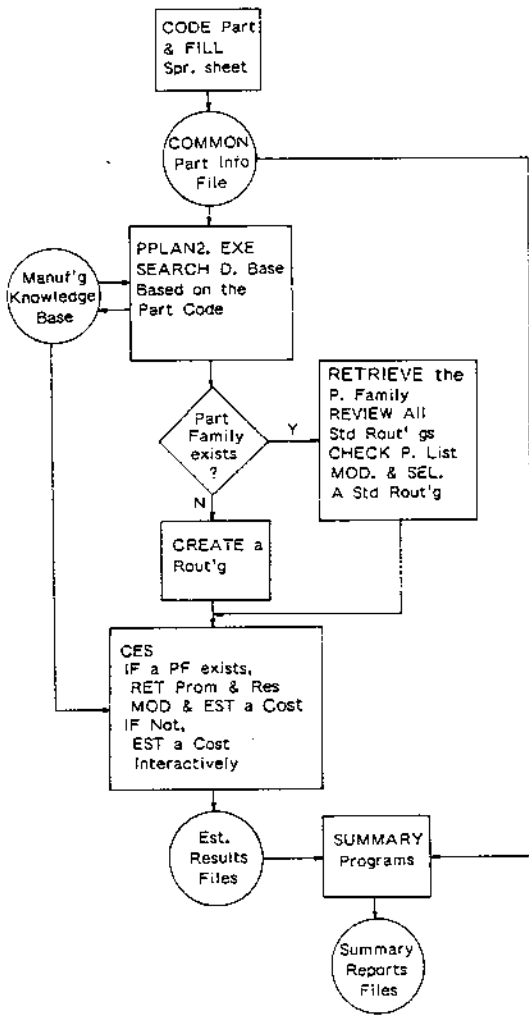 CODE Part
& FILL
Spr. sheet
COMMON
Part Info
File
PPLAN2. EXE
SEARCH D. Base
Based on the
Part Code
Manuf'g
Knowledge
Base
Part
Family
exists
?
Y
N
RETRIEVE the
P. Family
REVIEW All
Std Rout' gs
CHECK P. List
MOD. & SEL.
A Std Rout'g
CREATE a
Rout'g
CES
IF a PF exists,
RET Prom & Res
MOD & EST a Cost
IF Not,
EST a Cost
Interactively
Est.
Results
Files
SUMMARY
Programs
Summary
Reports
Files